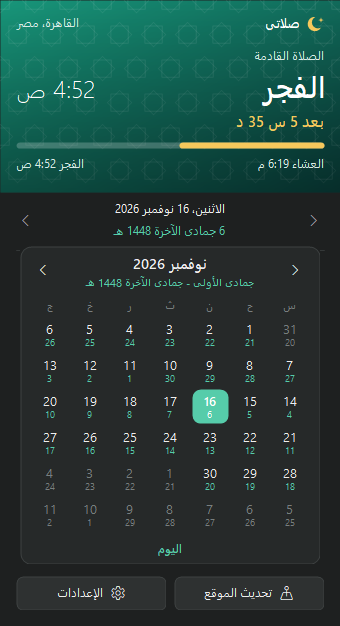 صلاتى
القاهرة، مصر
الصلاة القادمة
الفجر
4:52 ص
بعد 5 س 35 د
العشاء 6:19 م
الفجر 4:52 ص
الاثنين، 16 نوفمبر 2026
6 جمادى الآخرة 1448 هـ
نوفمبر 2026
جمادى الأولى - جمادى الآخرة 1448 هـ
س ح ن ث ر خ ج
31 1 2 3 4 5 6
20 21 22 23 24 25 26
7 8 9 10 11 12 13
27 28 29 30 1 2 3
14 15 16 17 18 19 20
4 5 6 7 8 9 10
21 22 23 24 25 26 27
11 12 13 14 15 16 17
28 29 30 1 2 3 4
18 19 20 21 22 23 24
5 6 7 8 9 10 11
25 26 27 28 29 1 2
اليوم
تحديث الموقع
الإعدادات